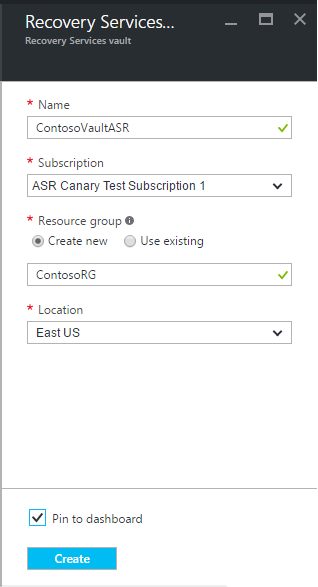 Recovery Services...
Recovery Services vault
* Name
ContosoVaultASR
* Subscription
ASR Canary Test Subscription 1
* Resource group
Create new Use existing
ContosoRG
* Location
East US
Pin to dashboard
Create